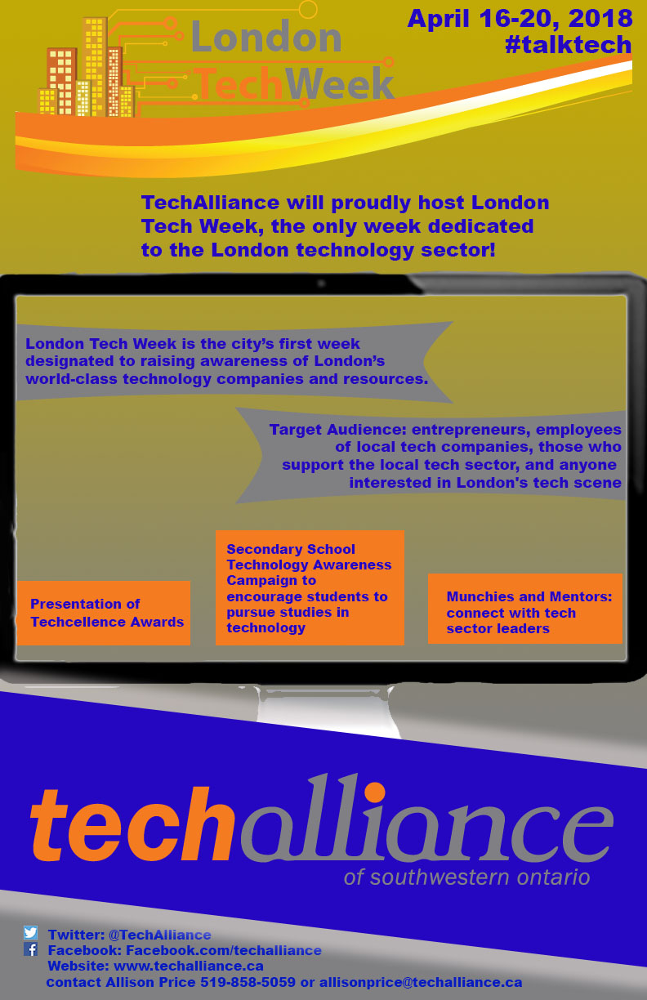 London
TechWeek
April 16-20, 2018
#talktech
TechAlliance will proudly host London
Tech Week, the only week dedicated
to the London technology sector!
London Tech Week is the city’s first week
designated to raising awareness of London’s
world-class technology companies and resources.
Target Audience: entrepreneurs, employees
of local tech companies, those who
support the local tech sector, and anyone
interested in London's tech scene
Presentation of
Techcellence Awards
Secondary School
Technology Awareness
Campaign to
encourage students to
pursue studies in
technology
Munchies and Mentors:
connect with tech
sector leaders
techalliance
of southwestern ontario
Twitter: @TechAlliance
Facebook: Facebook.com/techalliance
Website: www.techalliance.ca
contact Allison Price 519-858-5059 or allisonprice@techalliance.ca